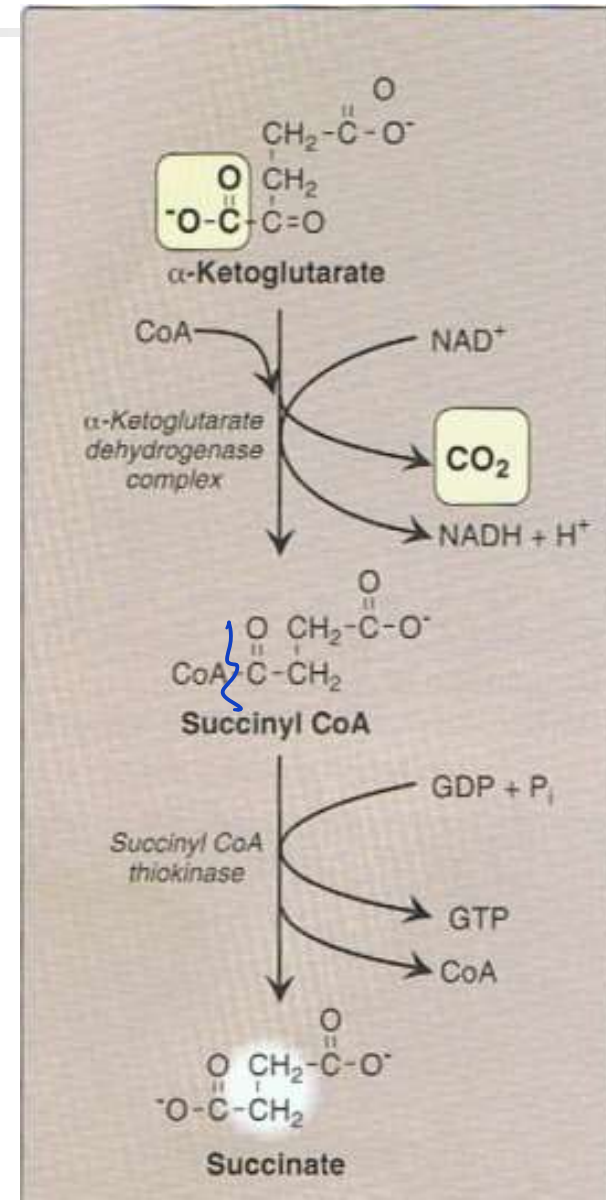 O
CH₂-C-O⁻
O CH₂
⁻O-C-C=O
α-Ketoglutarate
CoA
NAD⁺
α-Ketoglutarate
dehydrogenase
complex
CO₂
NADH + H⁺
O
O CH₂-C-O⁻
CoA C-CH₂
Succinyl CoA
GDP + Pᵢ
Succinyl CoA
thiokinase
GTP
CoA
O
O CH₂-C-O⁻
⁻O-C-CH₂
Succinate